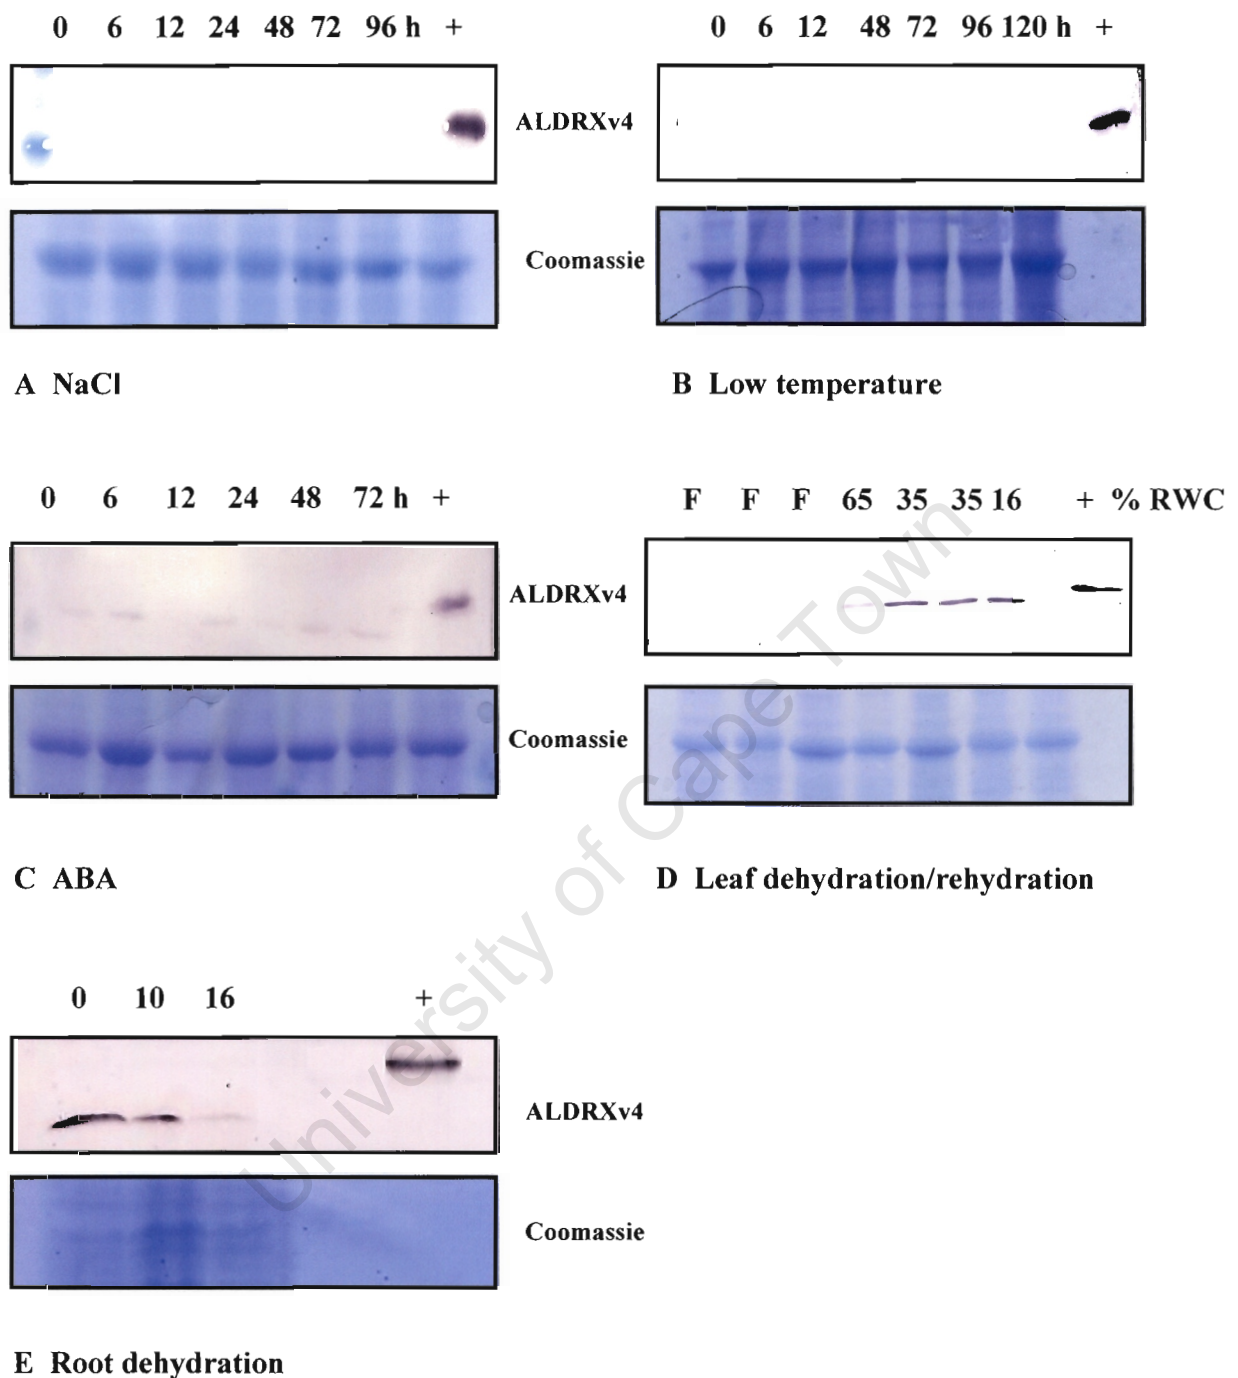 0 6 12 24 48 72 96 h +
ALDRXv4
Coomassie
A NaCl
0 6 12 48 72 96 120 h +
B Low temperature
0 6 12 24 48 72 h +
ALDRXv4
Coomassie
C ABA
F F F 65 35 35 16 + % RWC
D Leaf dehydration/rehydration
0 10 16 +
ALDRXv4
Coomassie
E Root dehydration
University of Cape Town